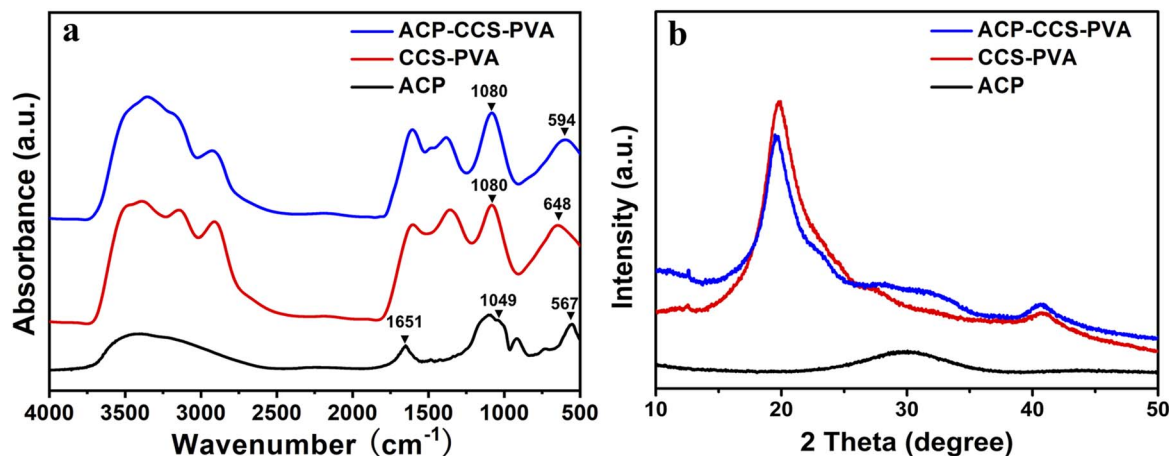 a
ACP-CCS-PVA
CCS-PVA
ACP
1080
594
1080
648
1651
1049
567
Absorbance (a.u.)
4000 3500 3000 2500 2000 1500 1000 500
Wavenumber (cm-1)
b
ACP-CCS-PVA
CCS-PVA
ACP
Intensity (a.u.)
10 20 30 40 50
2 Theta (degree)